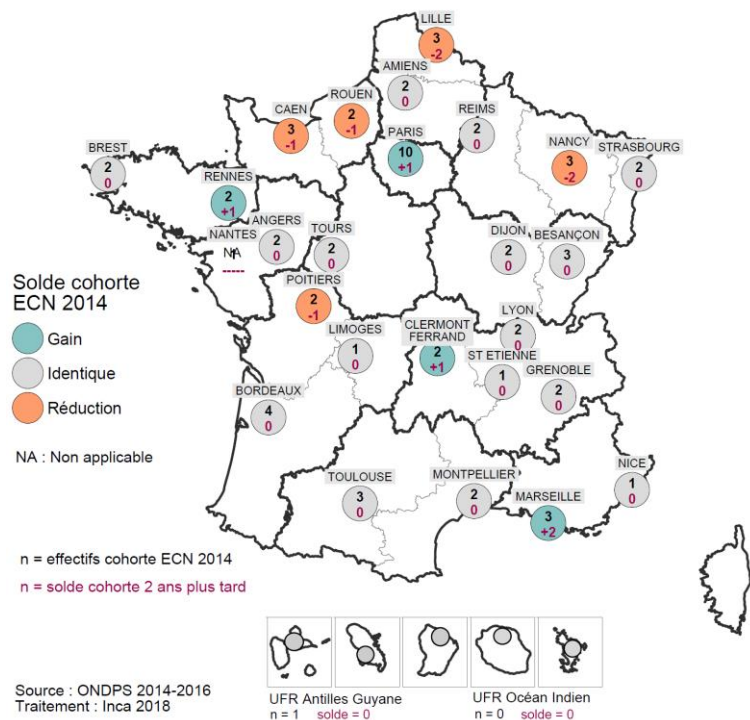 LILLE
3
-2
AMIENS
2
0
ROUEN
2
-1
CAEN
3
-1
REIMS
2
0
PARIS
10
+1
NANCY
3
-2
STRASBOURG
2
0
BREST
2
0
RENNES
2
+1
ANGERS
2
0
NANTES
NA
-----
TOURS
2
0
DIJON
2
0
BESANÇON
3
0
Solde cohorte
ECN 2014
Gain
Identique
Réduction
NA : Non applicable
POITIERS
2
-1
LIMOGES
1
0
CLERMONT
FERRAND
2
+1
LYON
2
0
ST ETIENNE
1
0
GRENOBLE
2
0
BORDEAUX
4
0
TOULOUSE
3
0
MONTPELLIER
2
0
MARSEILLE
3
+2
NICE
1
0
n = effectifs cohorte ECN 2014
n = solde cohorte 2 ans plus tard
Source : ONDPS 2014-2016
Traitement : Inca 2018
UFR Antilles Guyane
n = 1 solde = 0
UFR Océan Indien
n = 0 solde = 0